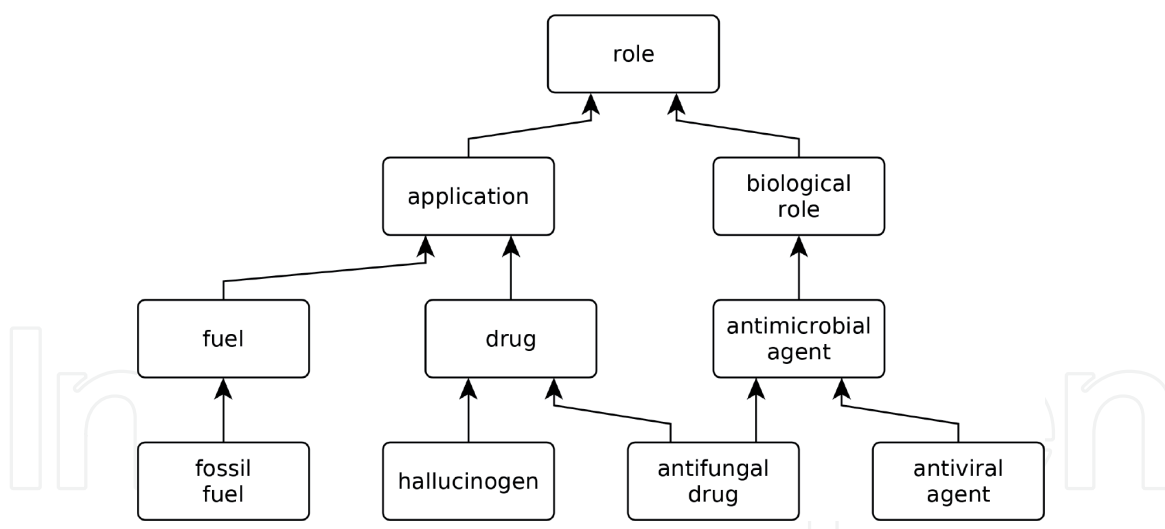 role
application
biological
role
fuel
drug
antimicrobial
agent
fossil
fuel
hallucinogen
antifungal
drug
antiviral
agent